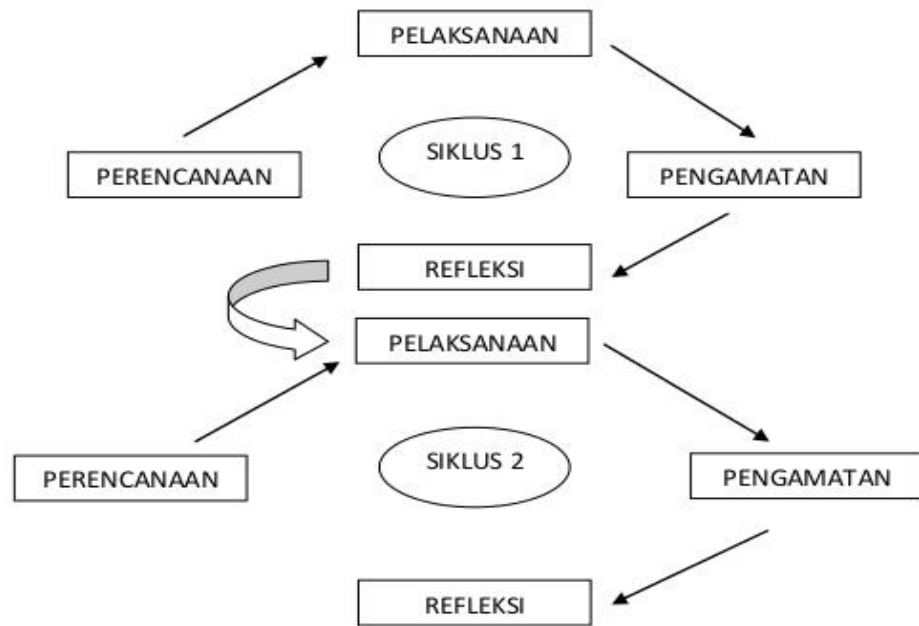 PELAKSANAAN
SIKLUS 1
PERENCANAAN
PENGAMATAN
REFLEKSI
PELAKSANAAN
SIKLUS 2
PERENCANAAN
PENGAMATAN
REFLEKSI